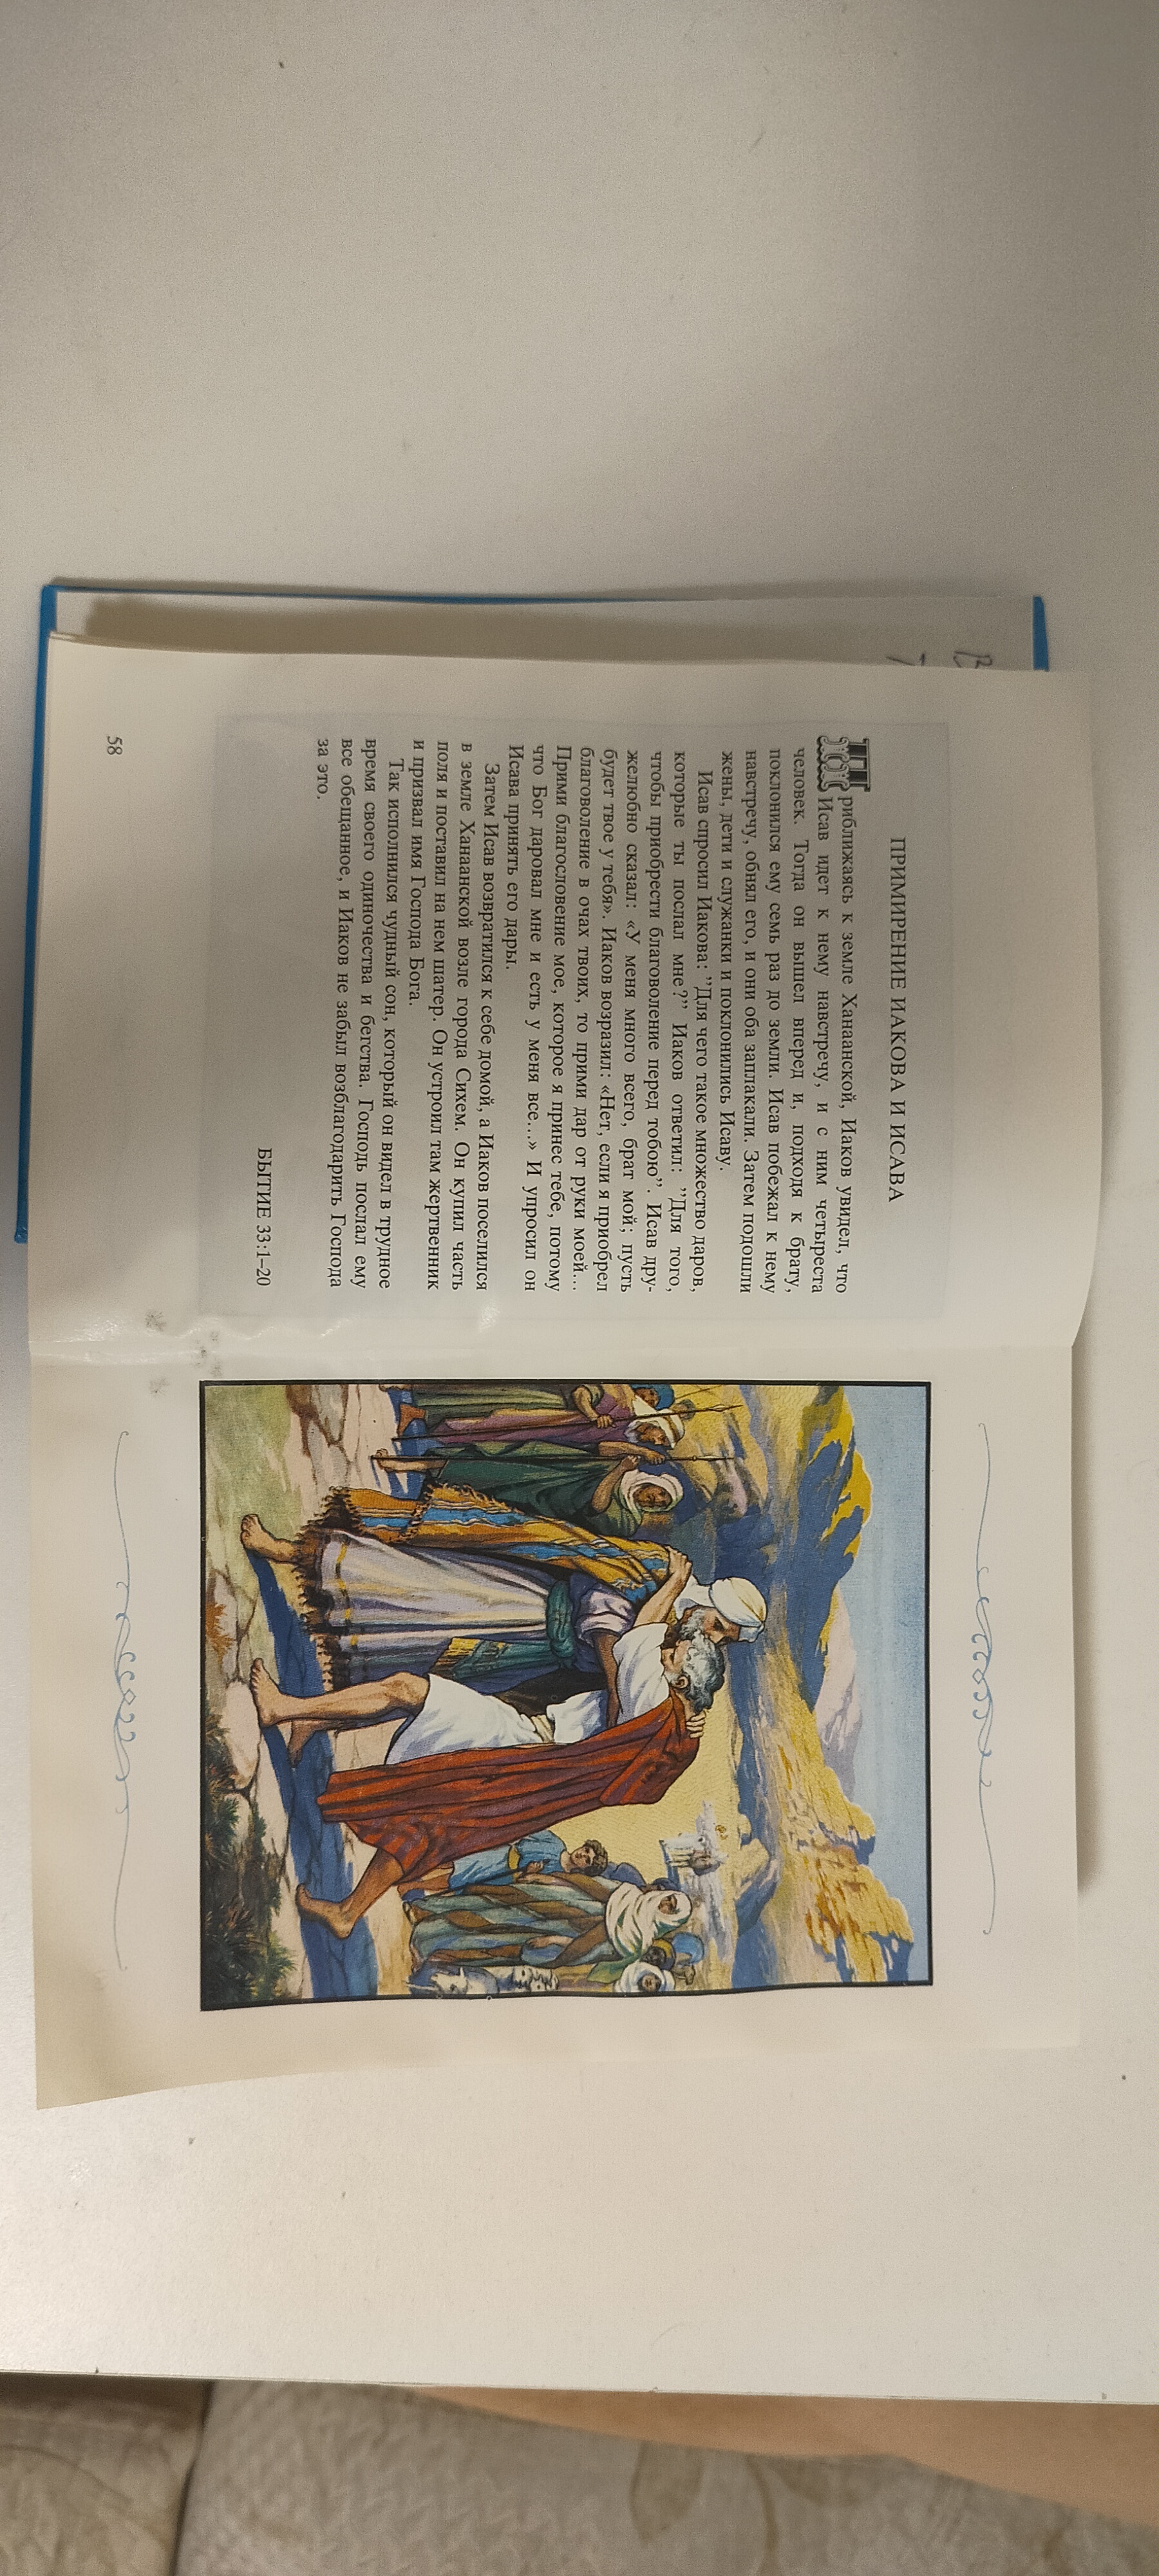 ПРИМИРЕНИЕ ИАКОВА И ИСАВА
Приближаясь к земле Ханаанской, Иаков увидел, что
Исав идет к нему навстречу, и с ним четыреста
человек. Тогда он вышел вперед и, подходя к брату,
поклонился ему семь раз до земли. Исав побежал к нему
навстречу, обнял его, и они оба заплакали. Затем подошли
жены, дети и служанки и поклонились Исаву.
Исав спросил Иакова: ”Для чего такое множество даров,
которые ты послал мне?” Иаков ответил: ”Для того,
чтобы приобрести благоволение перед тобою”. Исав дру-
желюбно сказал: «У меня много всего, брат мой; пусть
будет твое у тебя». Иаков возразил: «Нет, если я приобрел
благоволение в очах твоих, то прими дар от руки моей...
Прими благословение мое, которое я принес тебе, потому
что Бог даровал мне и есть у меня все...» И упросил он
Исава принять его дары.
Затем Исав возвратился к себе домой, а Иаков поселился
в земле Ханаанской возле города Сихем. Он купил часть
поля и поставил на нем шатер. Он устроил там жертвенник
и призвал имя Господа Бога.
Так исполнился чудный сон, который он видел в трудное
время своего одиночества и бегства. Господь послал ему
все обещанное, и Иаков не забыл возблагодарить Господа
за это.
БЫТИЕ 33:1–20
58